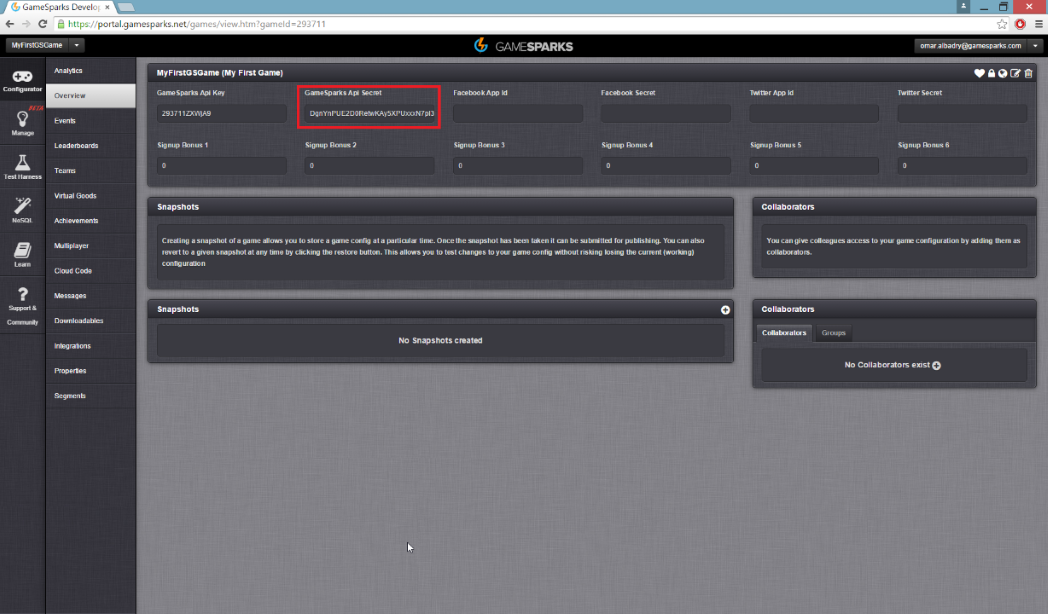 GameSparks Develop
https://portal.gamesparks.net/games/view.htm?gameId=293711
MyFirstGSGame
GAMESPARKS
omar.albadry@gamesparks.com
Configurator
BETA
Manage
Test Harness
NoSQL
Learn
Support &
Community
Analytics
Overview
Events
Leaderboards
Teams
Virtual Goods
Achievements
Multiplayer
Cloud Code
Messages
Downloadables
Integrations
Properties
Segments
MyFirstGSGame (My First Game)
GameSparks Api Key
GameSparks Api Secret
Facebook App Id
Facebook Secret
Twitter App Id
Twitter Secret
Signup Bonus 1
Signup Bonus 2
Signup Bonus 3
Signup Bonus 4
Signup Bonus 5
Signup Bonus 6
0
0
0
0
0
0
Snapshots
Creating a snapshot of a game allows you to store a game config at a particular time. Once the snapshot has been taken it can be submitted for publishing. You can also
revert to a given snapshot at any time by clicking the restore button. This allows you to test changes to your game config without risking losing the current (working)
configuration
Collaborators
You can give colleagues access to your game configuration by adding them as
collaborators.
Snapshots
No Snapshots created
Collaborators
Collaborators
Groups
No Collaborators exist